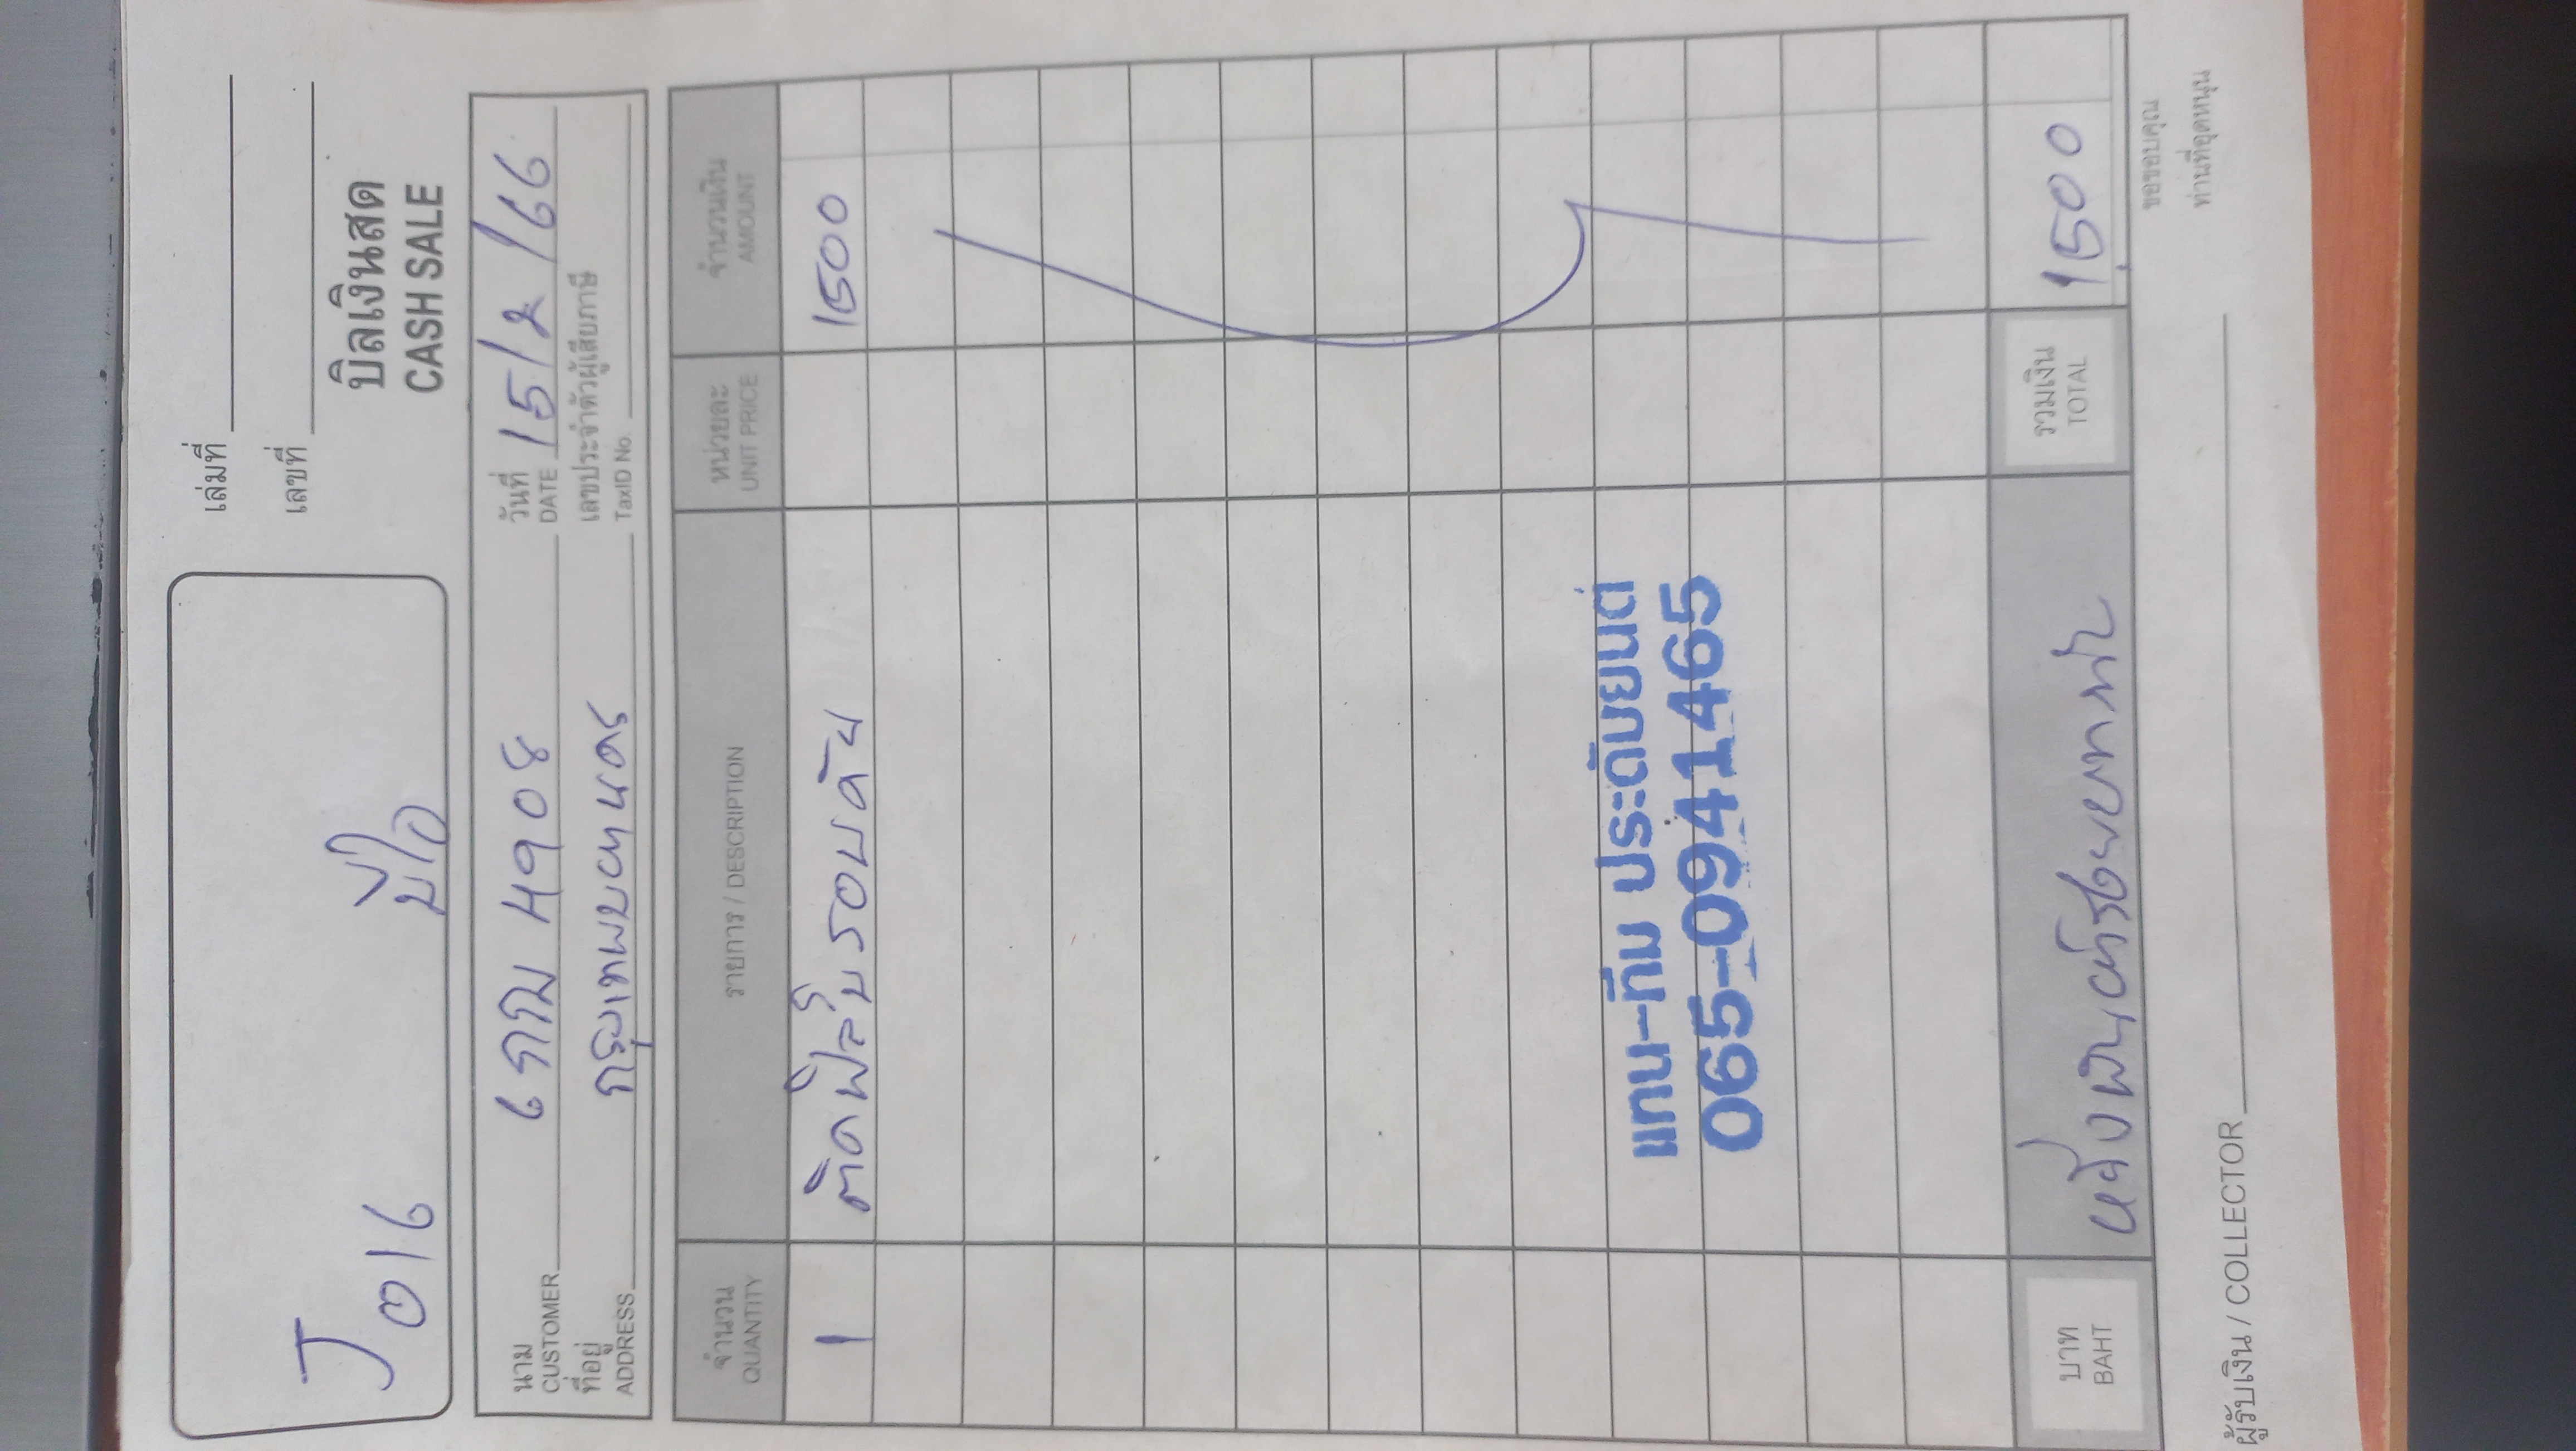 เล่มที่
เลขที่
J 016
บิลเงินสด
CASH SALE
นาม
CUSTOMER 6 กกม 4908
วันที่
DATE 15/2/66
ที่อยู่
ADDRESS กรุงเทพมหานคร
เลขประจำตัวผู้เสียภาษี
TaxID No.
จำนวน รายการ / DESCRIPTION หน่วยละ จำนวนเงิน
QUANTITY UNIT PRICE AMOUNT
1 ติดฟิล์มรอบคัน 1500
แทน-ทีม ประดับยนต์
065-0941465
บาท
BAHT หนึ่งพันห้าร้อยบาทถ้วน
รวมเงิน
TOTAL 1,500
ผู้รับเงิน / COLLECTOR
ขอขอบคุณ
ท่านที่อุดหนุน